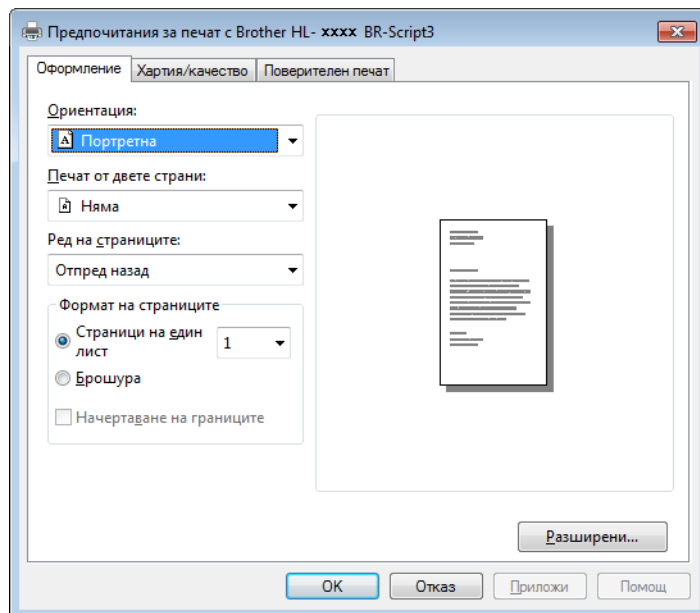 Предпочитания за печат с Brother HL- xxxx BR-Script3
Оформление Хартия/качество Поверителен печат
Ориентация:
Портретна
Печат от двете страни:
Няма
Ред на страниците:
Отпред назад
Формат на страниците
Страници на един
лист
1
Брошура
Начертаване на границите
Разширени...
OK Отказ Приложи Помощ